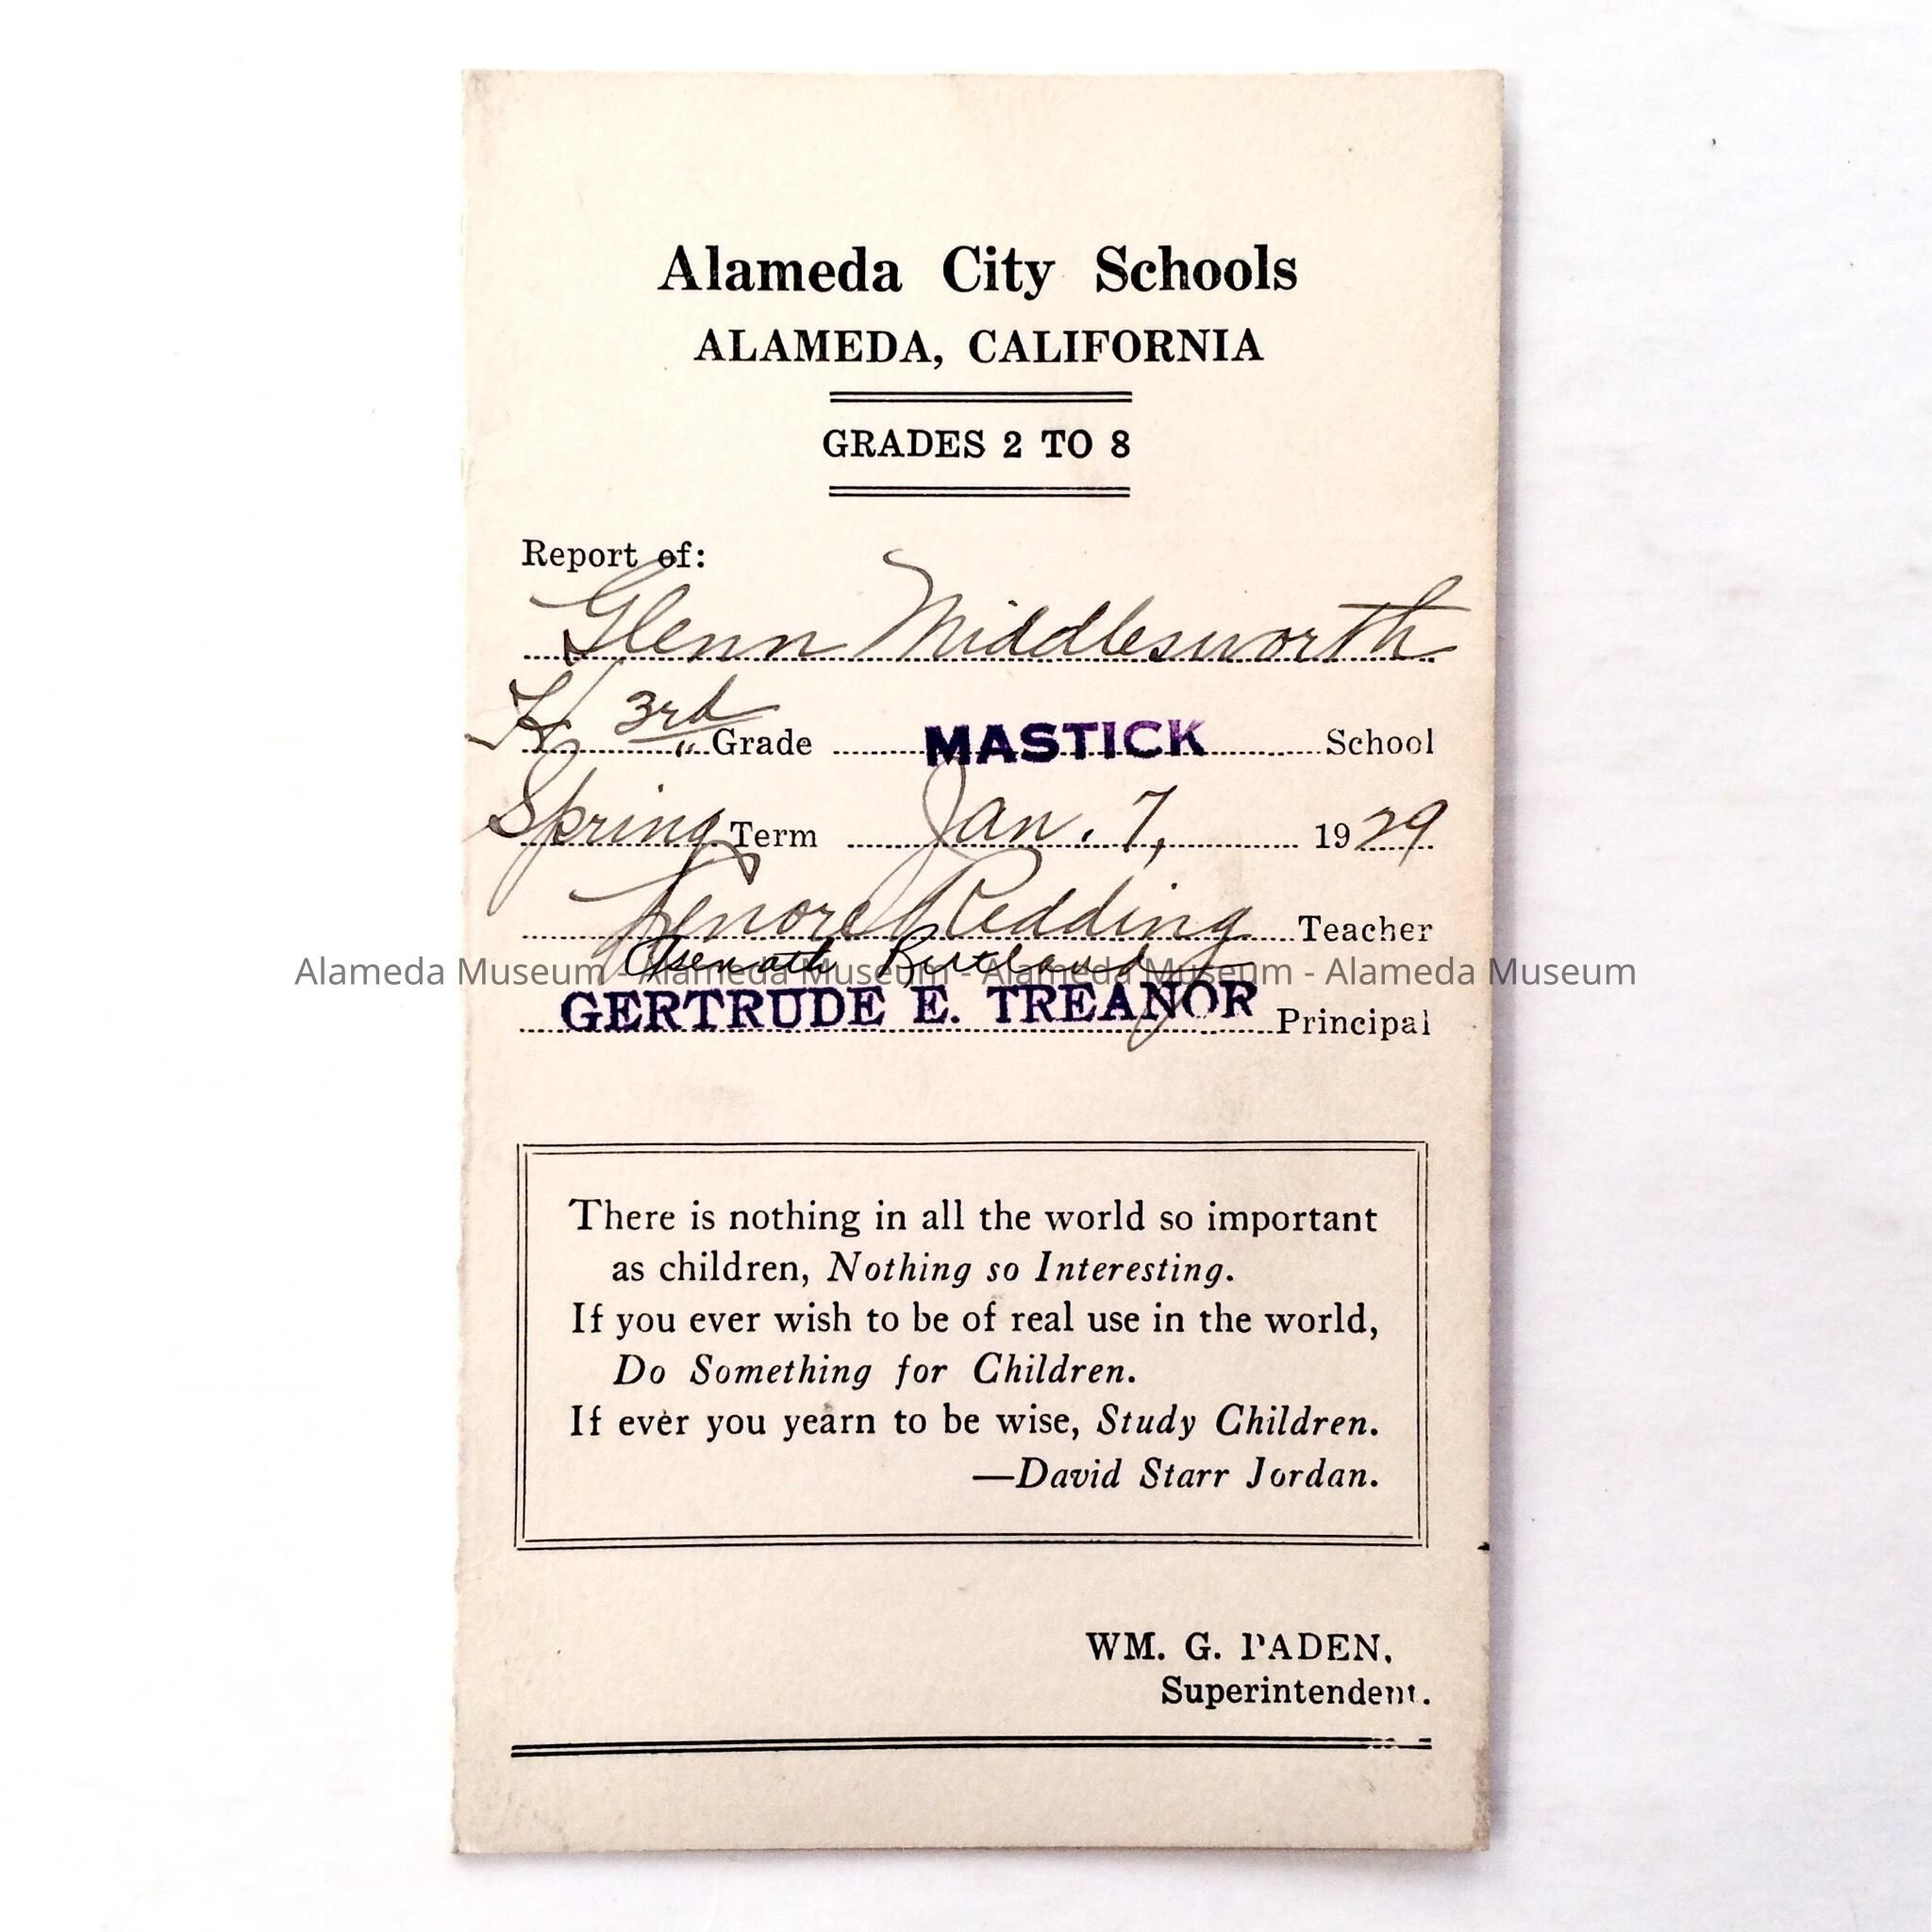 Alameda City Schools
ALAMEDA, CALIFORNIA
GRADES 2 TO 8
Report of:
Glenn Middlesworth
3rd Grade MASTICK School
Spring Term Jan. 7, 1929
Lenore Redding Teacher
Asenath Rutland
Alameda Museum - Alameda Museum - Alameda Museum - Alameda Museum
GERTRUDE E. TREANOR Principal
There is nothing in all the world so important
as children, Nothing so Interesting.
If you ever wish to be of real use in the world,
Do Something for Children.
If ever you yearn to be wise, Study Children.
—David Starr Jordan.
WM. G. PADEN,
Superintendent.